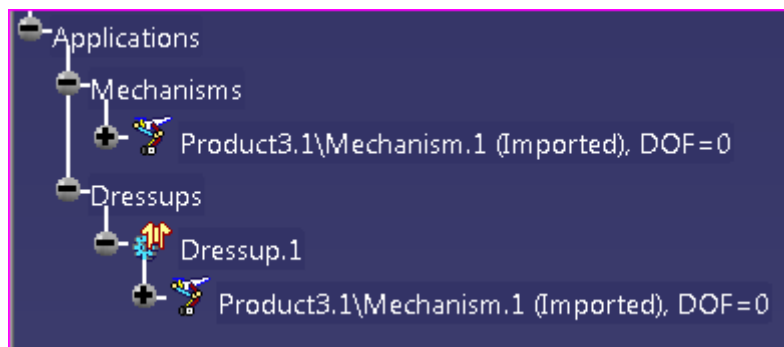 Applications
Mechanisms
Product3.1\Mechanism.1 (Imported), DOF=0
Dressups
Dressup.1
Product3.1\Mechanism.1 (Imported), DOF=0